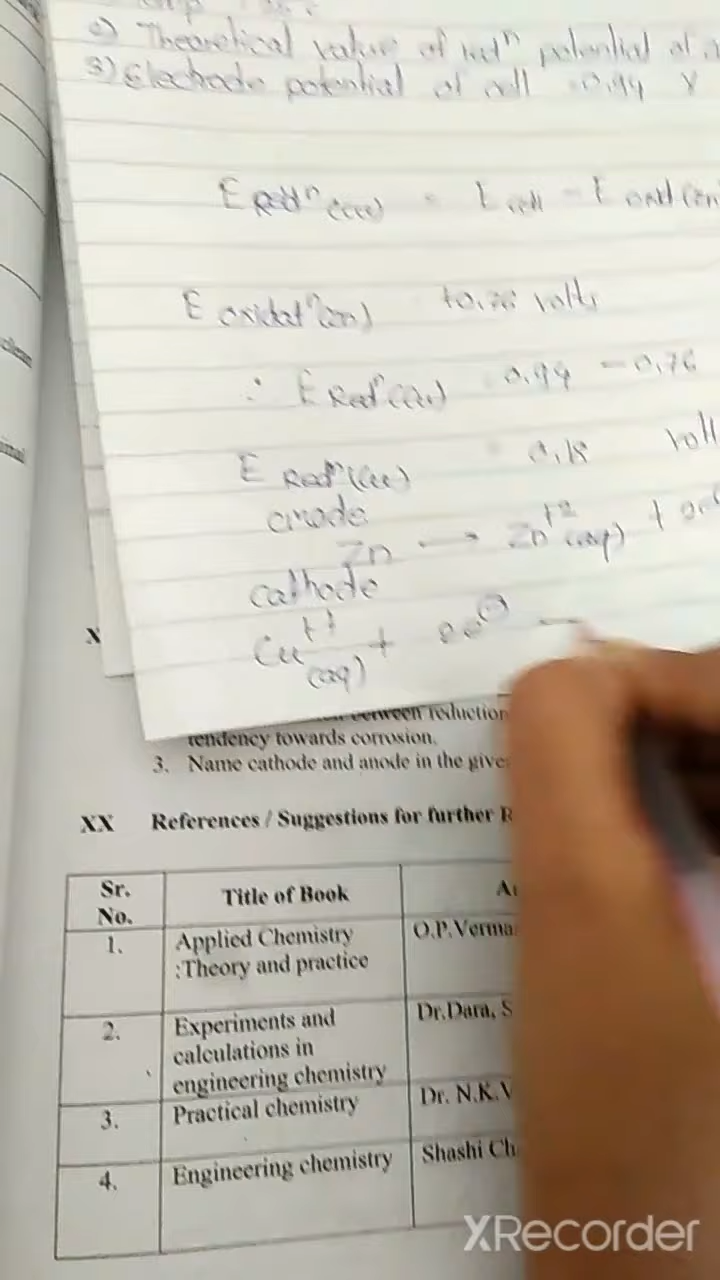 2) Theoretical value of redⁿ potential of
3) Electrode potential of cell = 0.94 V
E Redⁿ (Cu) = E cell - E oxid (Zn
E oxidatⁿ (Zn) +0.76 volts
∴ E Redⁿ (Cu) = 0.94 - 0.76
E Redⁿ (Cu) = 0.18 volt
anode
Zn → Zn⁺² (aq) +
cathode
Cu⁺⁺ (aq) + 2e⊖ →
X
between reduction
tendency towards corrosion.
3. Name cathode and anode in the give
XX References / Suggestions for further R
Sr. No. Title of Book A
1. Applied Chemistry O.P.Verma
:Theory and practice
2. Experiments and Dr.Dara, S
calculations in
engineering chemistry
3. Practical chemistry Dr. N.K.V
4. Engineering chemistry Shashi Ch
XRecorder